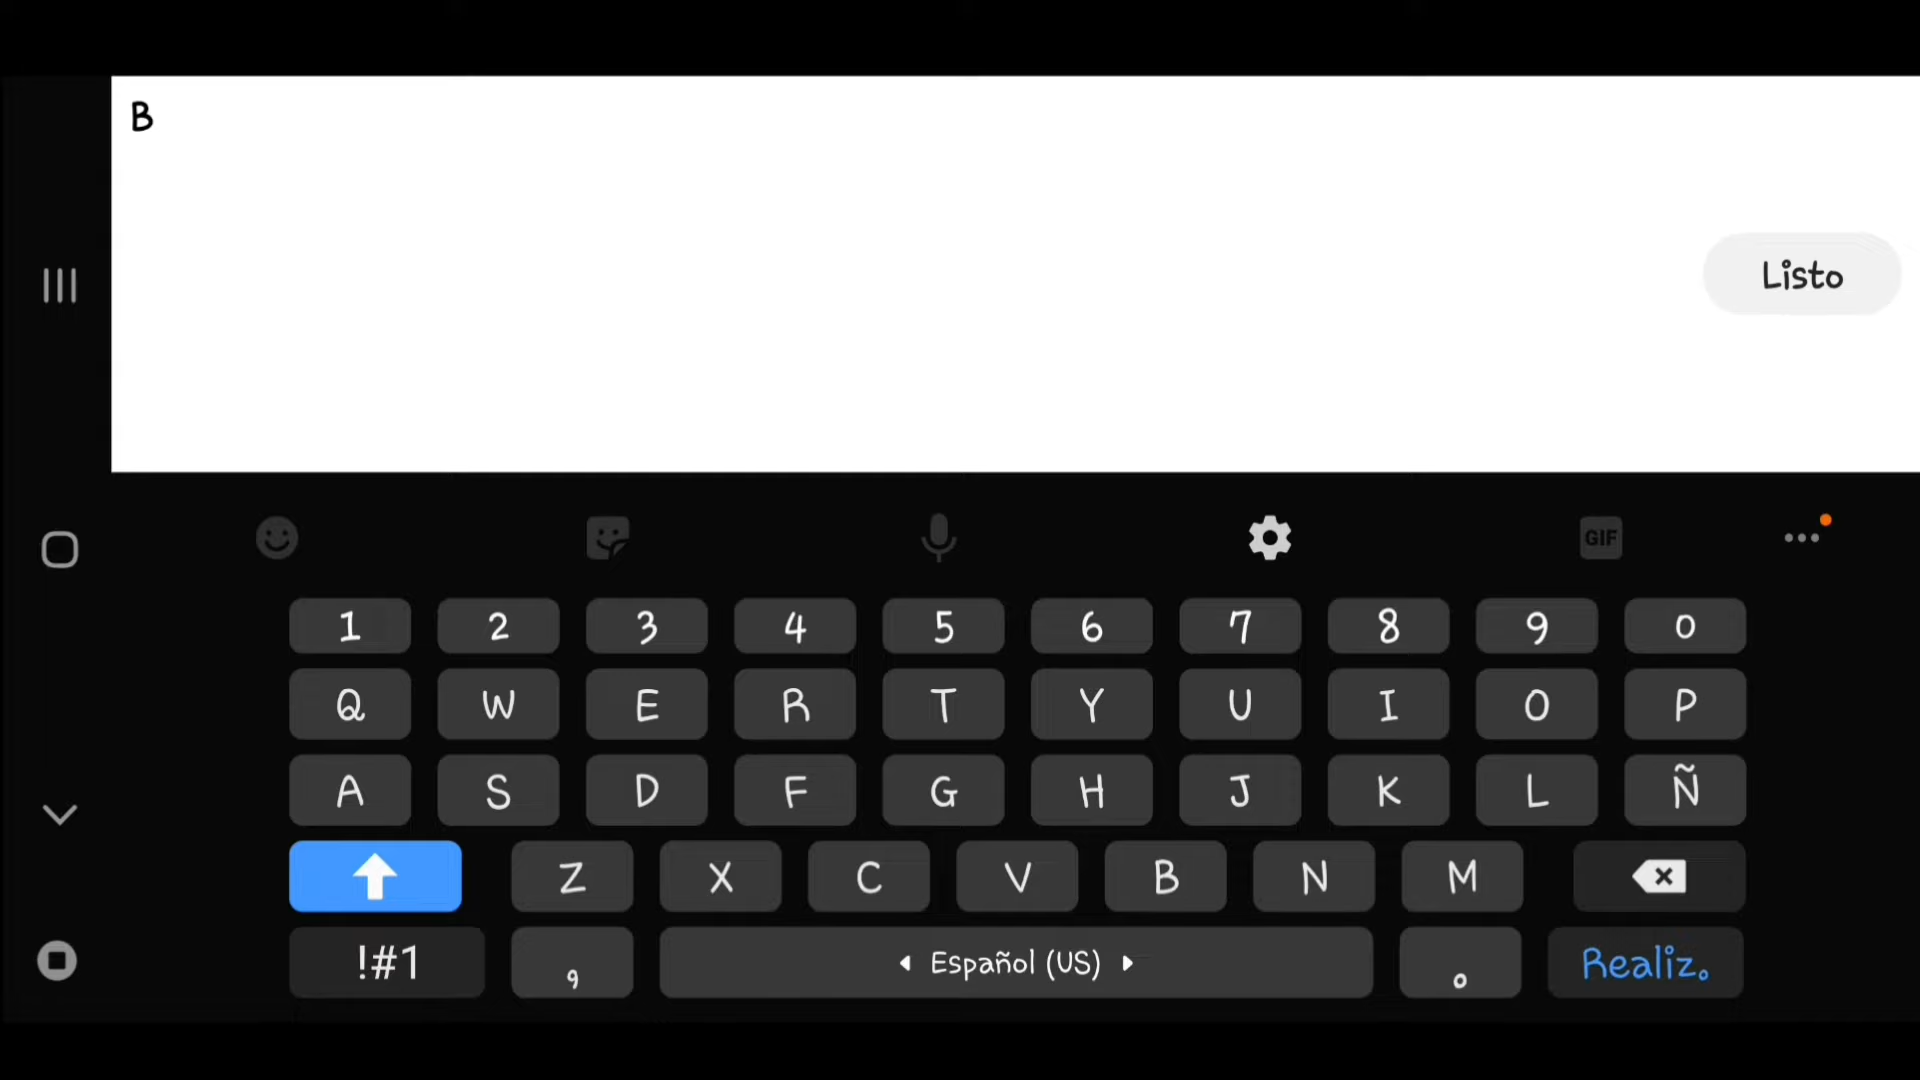 B
Listo
GIF
1 2 3 4 5 6 7 8 9 0
Q W E R T Y U I O P
A S D F G H J K L Ñ
Z X C V B N M
!#1 , Español (US) . Realiz.